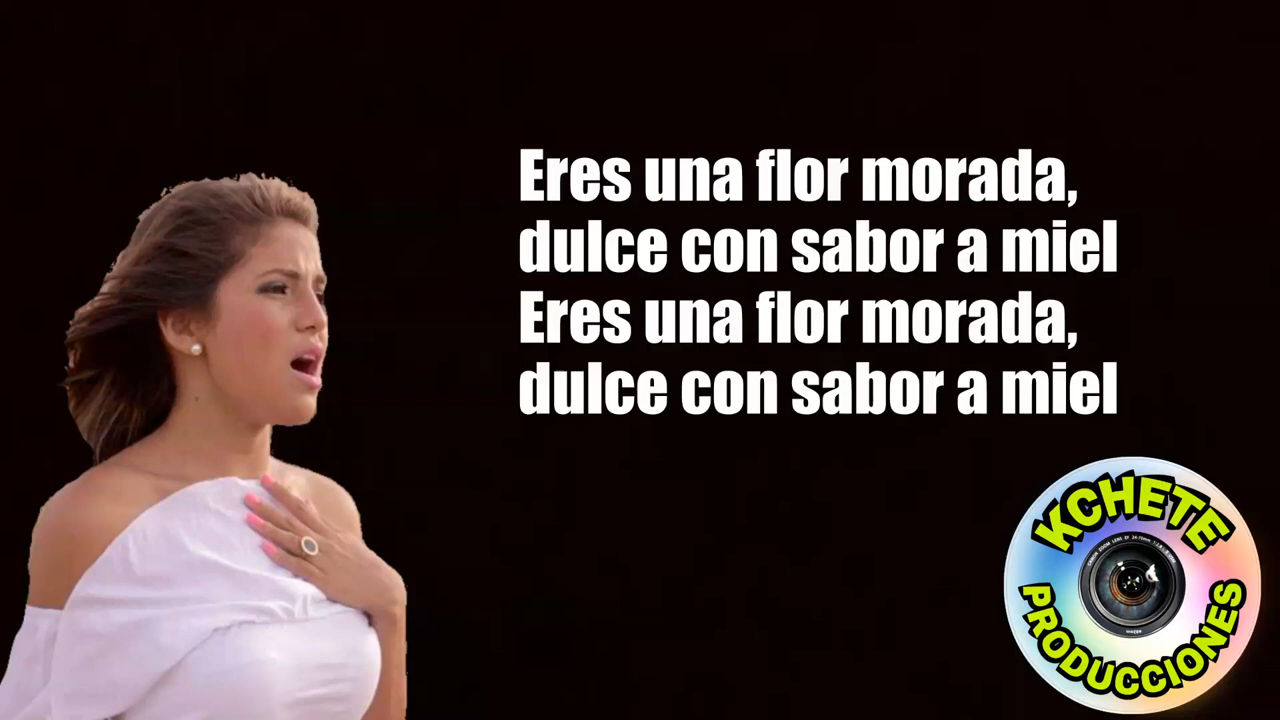 Eres una flor morada,
dulce con sabor a miel
Eres una flor morada,
dulce con sabor a miel
KCHETE
PRODUCCIONES